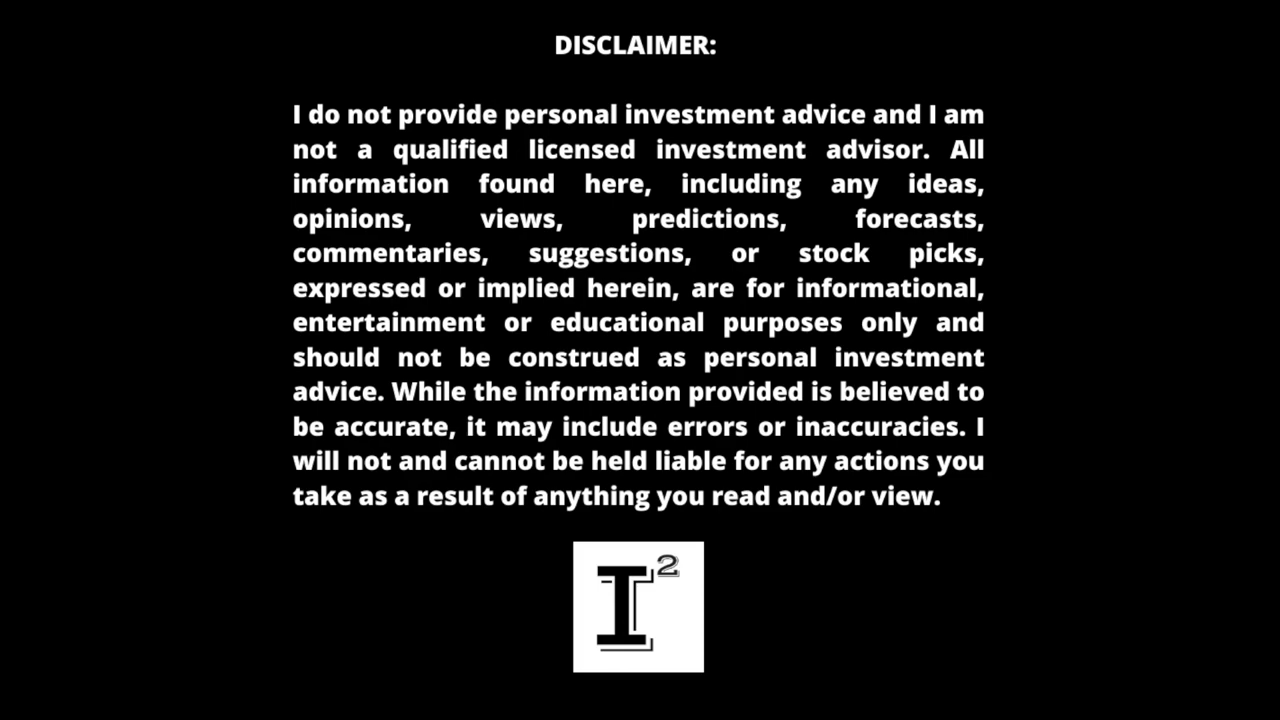 DISCLAIMER:
I do not provide personal investment advice and I am
not a qualified licensed investment advisor. All
information found here, including any ideas,
opinions, views, predictions, forecasts,
commentaries, suggestions, or stock picks,
expressed or implied herein, are for informational,
entertainment or educational purposes only and
should not be construed as personal investment
advice. While the information provided is believed to
be accurate, it may include errors or inaccuracies. I
will not and cannot be held liable for any actions you
take as a result of anything you read and/or view.
I²